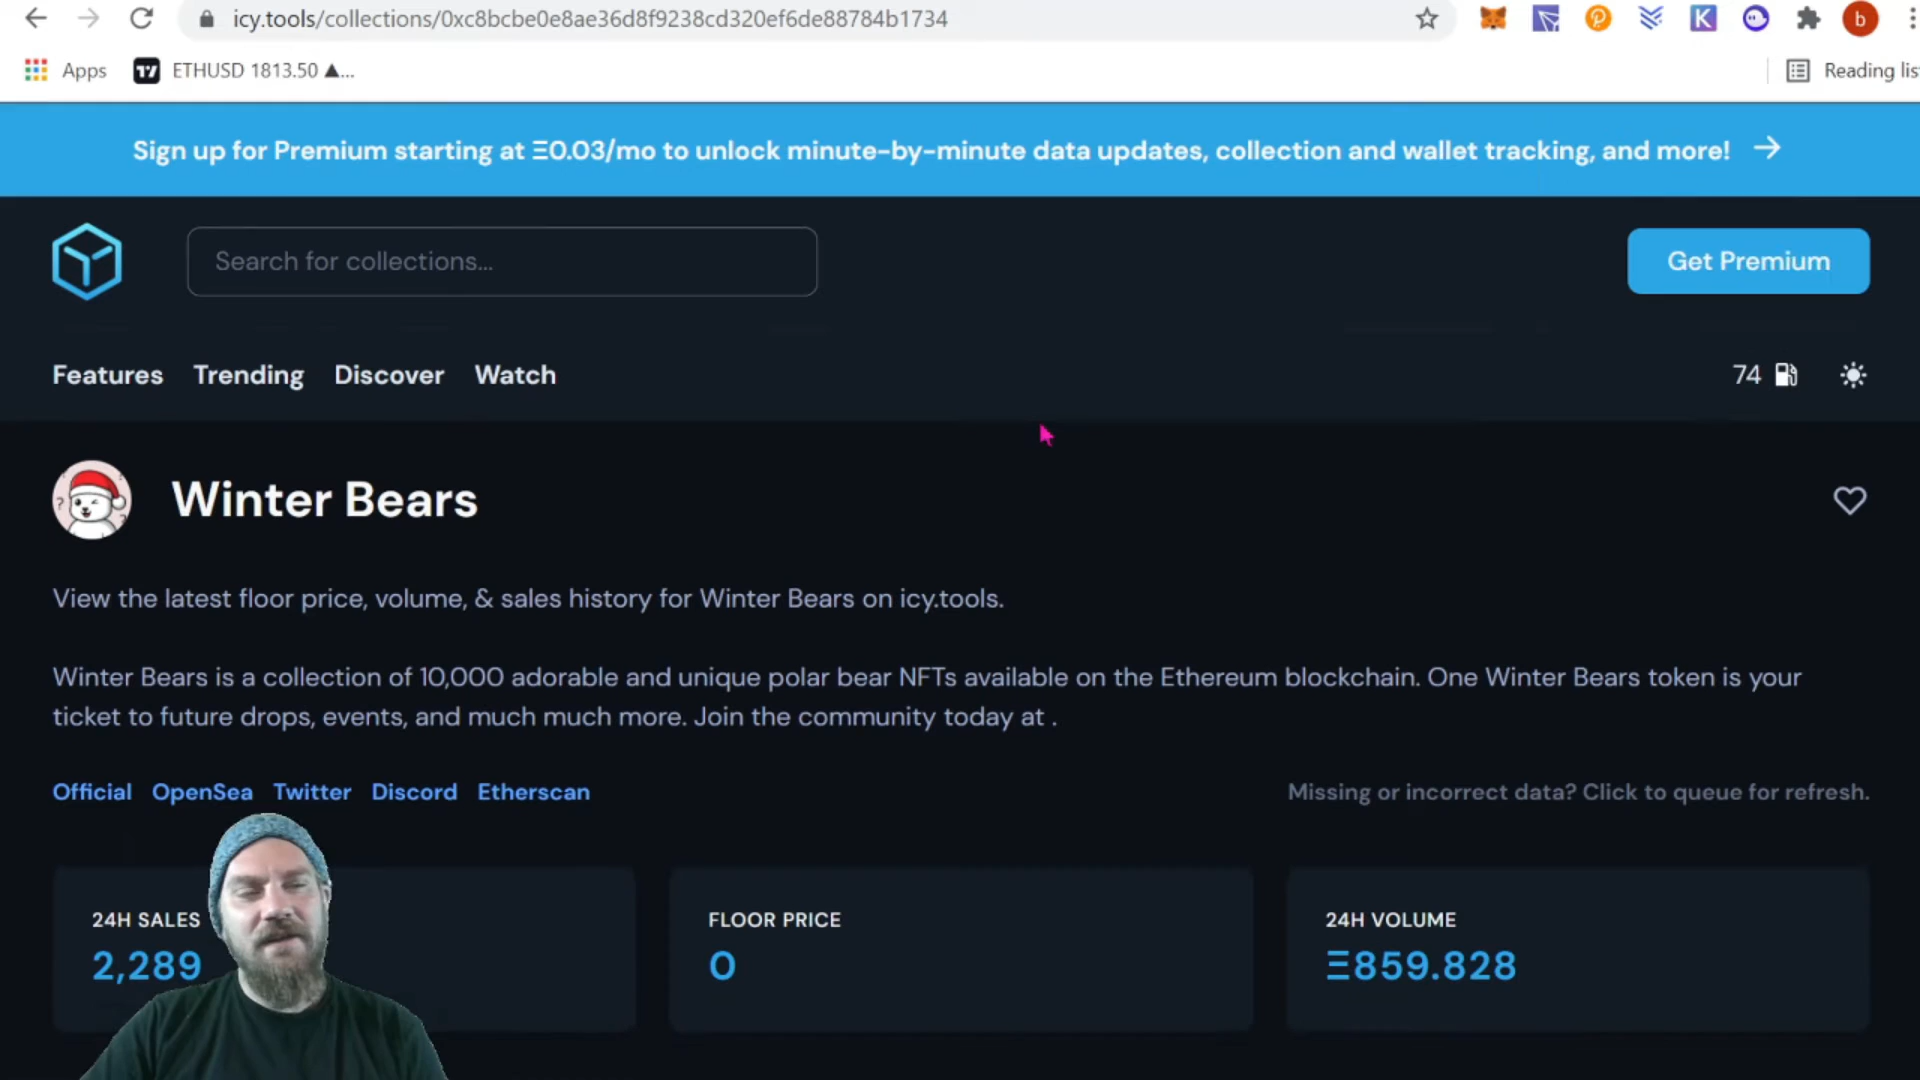 icy.tools/collections/0xc8bcbe0e8ae36d8f9238cd320ef6de88784b1734
K
b
Apps
ETHUSD 1813.50 ▲...
Reading lis
Sign up for Premium starting at Ξ0.03/mo to unlock minute-by-minute data updates, collection and wallet tracking, and more! →
Search for collections...
Get Premium
Features Trending Discover Watch
74
Winter Bears
View the latest floor price, volume, & sales history for Winter Bears on icy.tools.
Winter Bears is a collection of 10,000 adorable and unique polar bear NFTs available on the Ethereum blockchain. One Winter Bears token is your
ticket to future drops, events, and much much more. Join the community today at .
Official OpenSea Twitter Discord Etherscan
Missing or incorrect data? Click to queue for refresh.
24H SALES
2,289
FLOOR PRICE
0
24H VOLUME
Ξ859.828